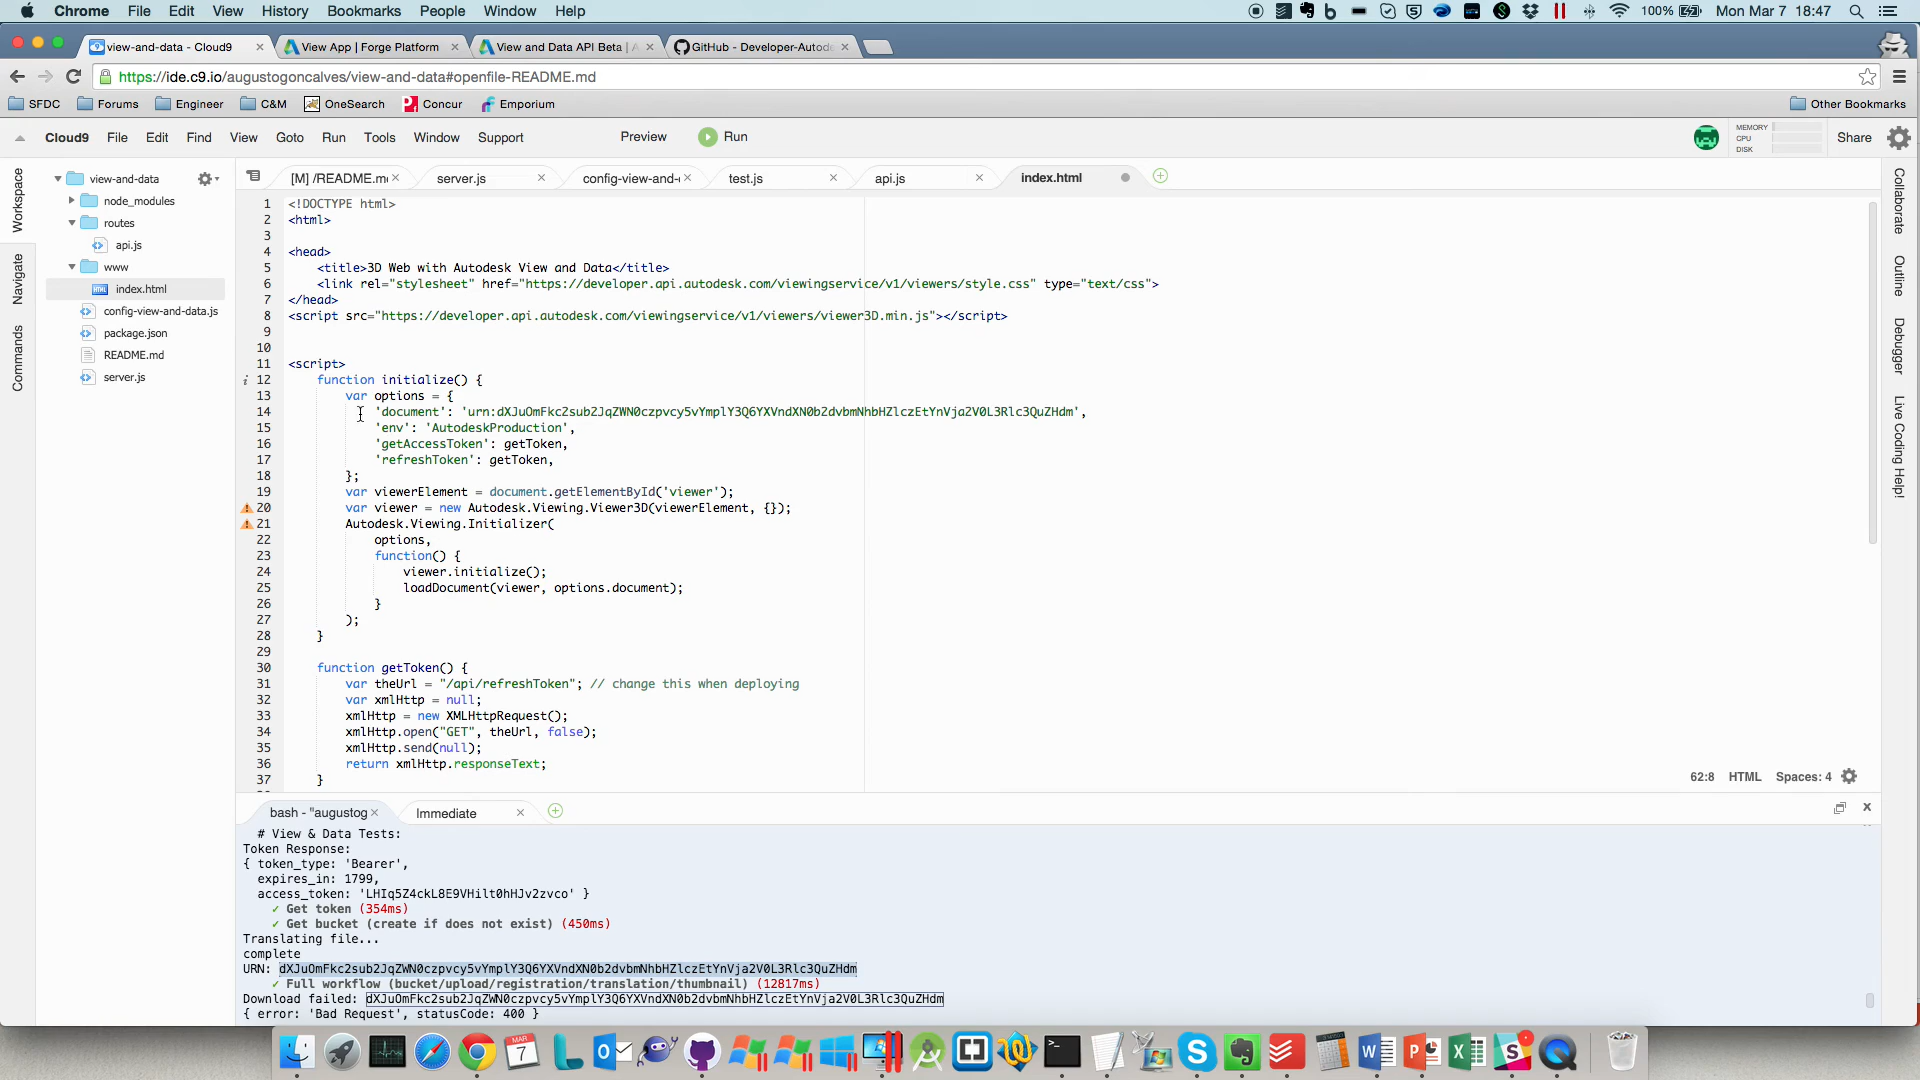 Chrome File Edit View History Bookmarks People Window Help 100% Mon Mar 7 18:47
view-and-data - Cloud9 View App | Forge Platform View and Data API Beta | A GitHub - Developer-Autode
https://ide.c9.io/augustogoncalves/view-and-data#openfile-README.md
SFDC Forums Engineer C&M OneSearch Concur Emporium Other Bookmarks
Cloud9 File Edit Find View Goto Run Tools Window Support Preview Run MEMORY CPU DISK Share
Workspace
Navigate
Commands
view-and-data
node_modules
routes
api.js
www
index.html
config-view-and-data.js
package.json
README.md
server.js
[M] /README.m server.js config-view-and- test.js api.js index.html
1 <!DOCTYPE html>
2 <html>
3
4 <head>
5 <title>3D Web with Autodesk View and Data</title>
6 <link rel="stylesheet" href="https://developer.api.autodesk.com/viewingservice/v1/viewers/style.css" type="text/css">
7 </head>
8 <script src="https://developer.api.autodesk.com/viewingservice/v1/viewers/viewer3D.min.js"></script>
9
10
11 <script>
12 function initialize() {
13 var options = {
14 'document': 'urn:dXJuOmFkc2sub2JqZWN0czpvcy5vYmplY3Q6YXVndXN0b2dvbmNhbHZlczEtYnVja2V0L3Rlc3QuZHdm',
15 'env': 'AutodeskProduction',
16 'getAccessToken': getToken,
17 'refreshToken': getToken,
18 };
19 var viewerElement = document.getElementById('viewer');
20 var viewer = new Autodesk.Viewing.Viewer3D(viewerElement, {});
21 Autodesk.Viewing.Initializer(
22 options,
23 function() {
24 viewer.initialize();
25 loadDocument(viewer, options.document);
26 }
27 );
28 }
29
30 function getToken() {
31 var theUrl = "/api/refreshToken"; // change this when deploying
32 var xmlHttp = null;
33 xmlHttp = new XMLHttpRequest();
34 xmlHttp.open("GET", theUrl, false);
35 xmlHttp.send(null);
36 return xmlHttp.responseText;
37 }
62:8 HTML Spaces: 4
Collaborate
Outline
Debugger
Live Coding Help!
bash - "augustog Immediate
# View & Data Tests:
Token Response:
{ token_type: 'Bearer',
expires_in: 1799,
access_token: 'LHIq5Z4ckL8E9VHilt0hHJv2zvco' }
✓ Get token (354ms)
✓ Get bucket (create if does not exist) (450ms)
Translating file...
complete
URN: dXJuOmFkc2sub2JqZWN0czpvcy5vYmplY3Q6YXVndXN0b2dvbmNhbHZlczEtYnVja2V0L3Rlc3QuZHdm
✓ Full workflow (bucket/upload/registration/translation/thumbnail) (12817ms)
Download failed: dXJuOmFkc2sub2JqZWN0czpvcy5vYmplY3Q6YXVndXN0b2dvbmNhbHZlczEtYnVja2V0L3Rlc3QuZHdm
{ error: 'Bad Request', statusCode: 400 }